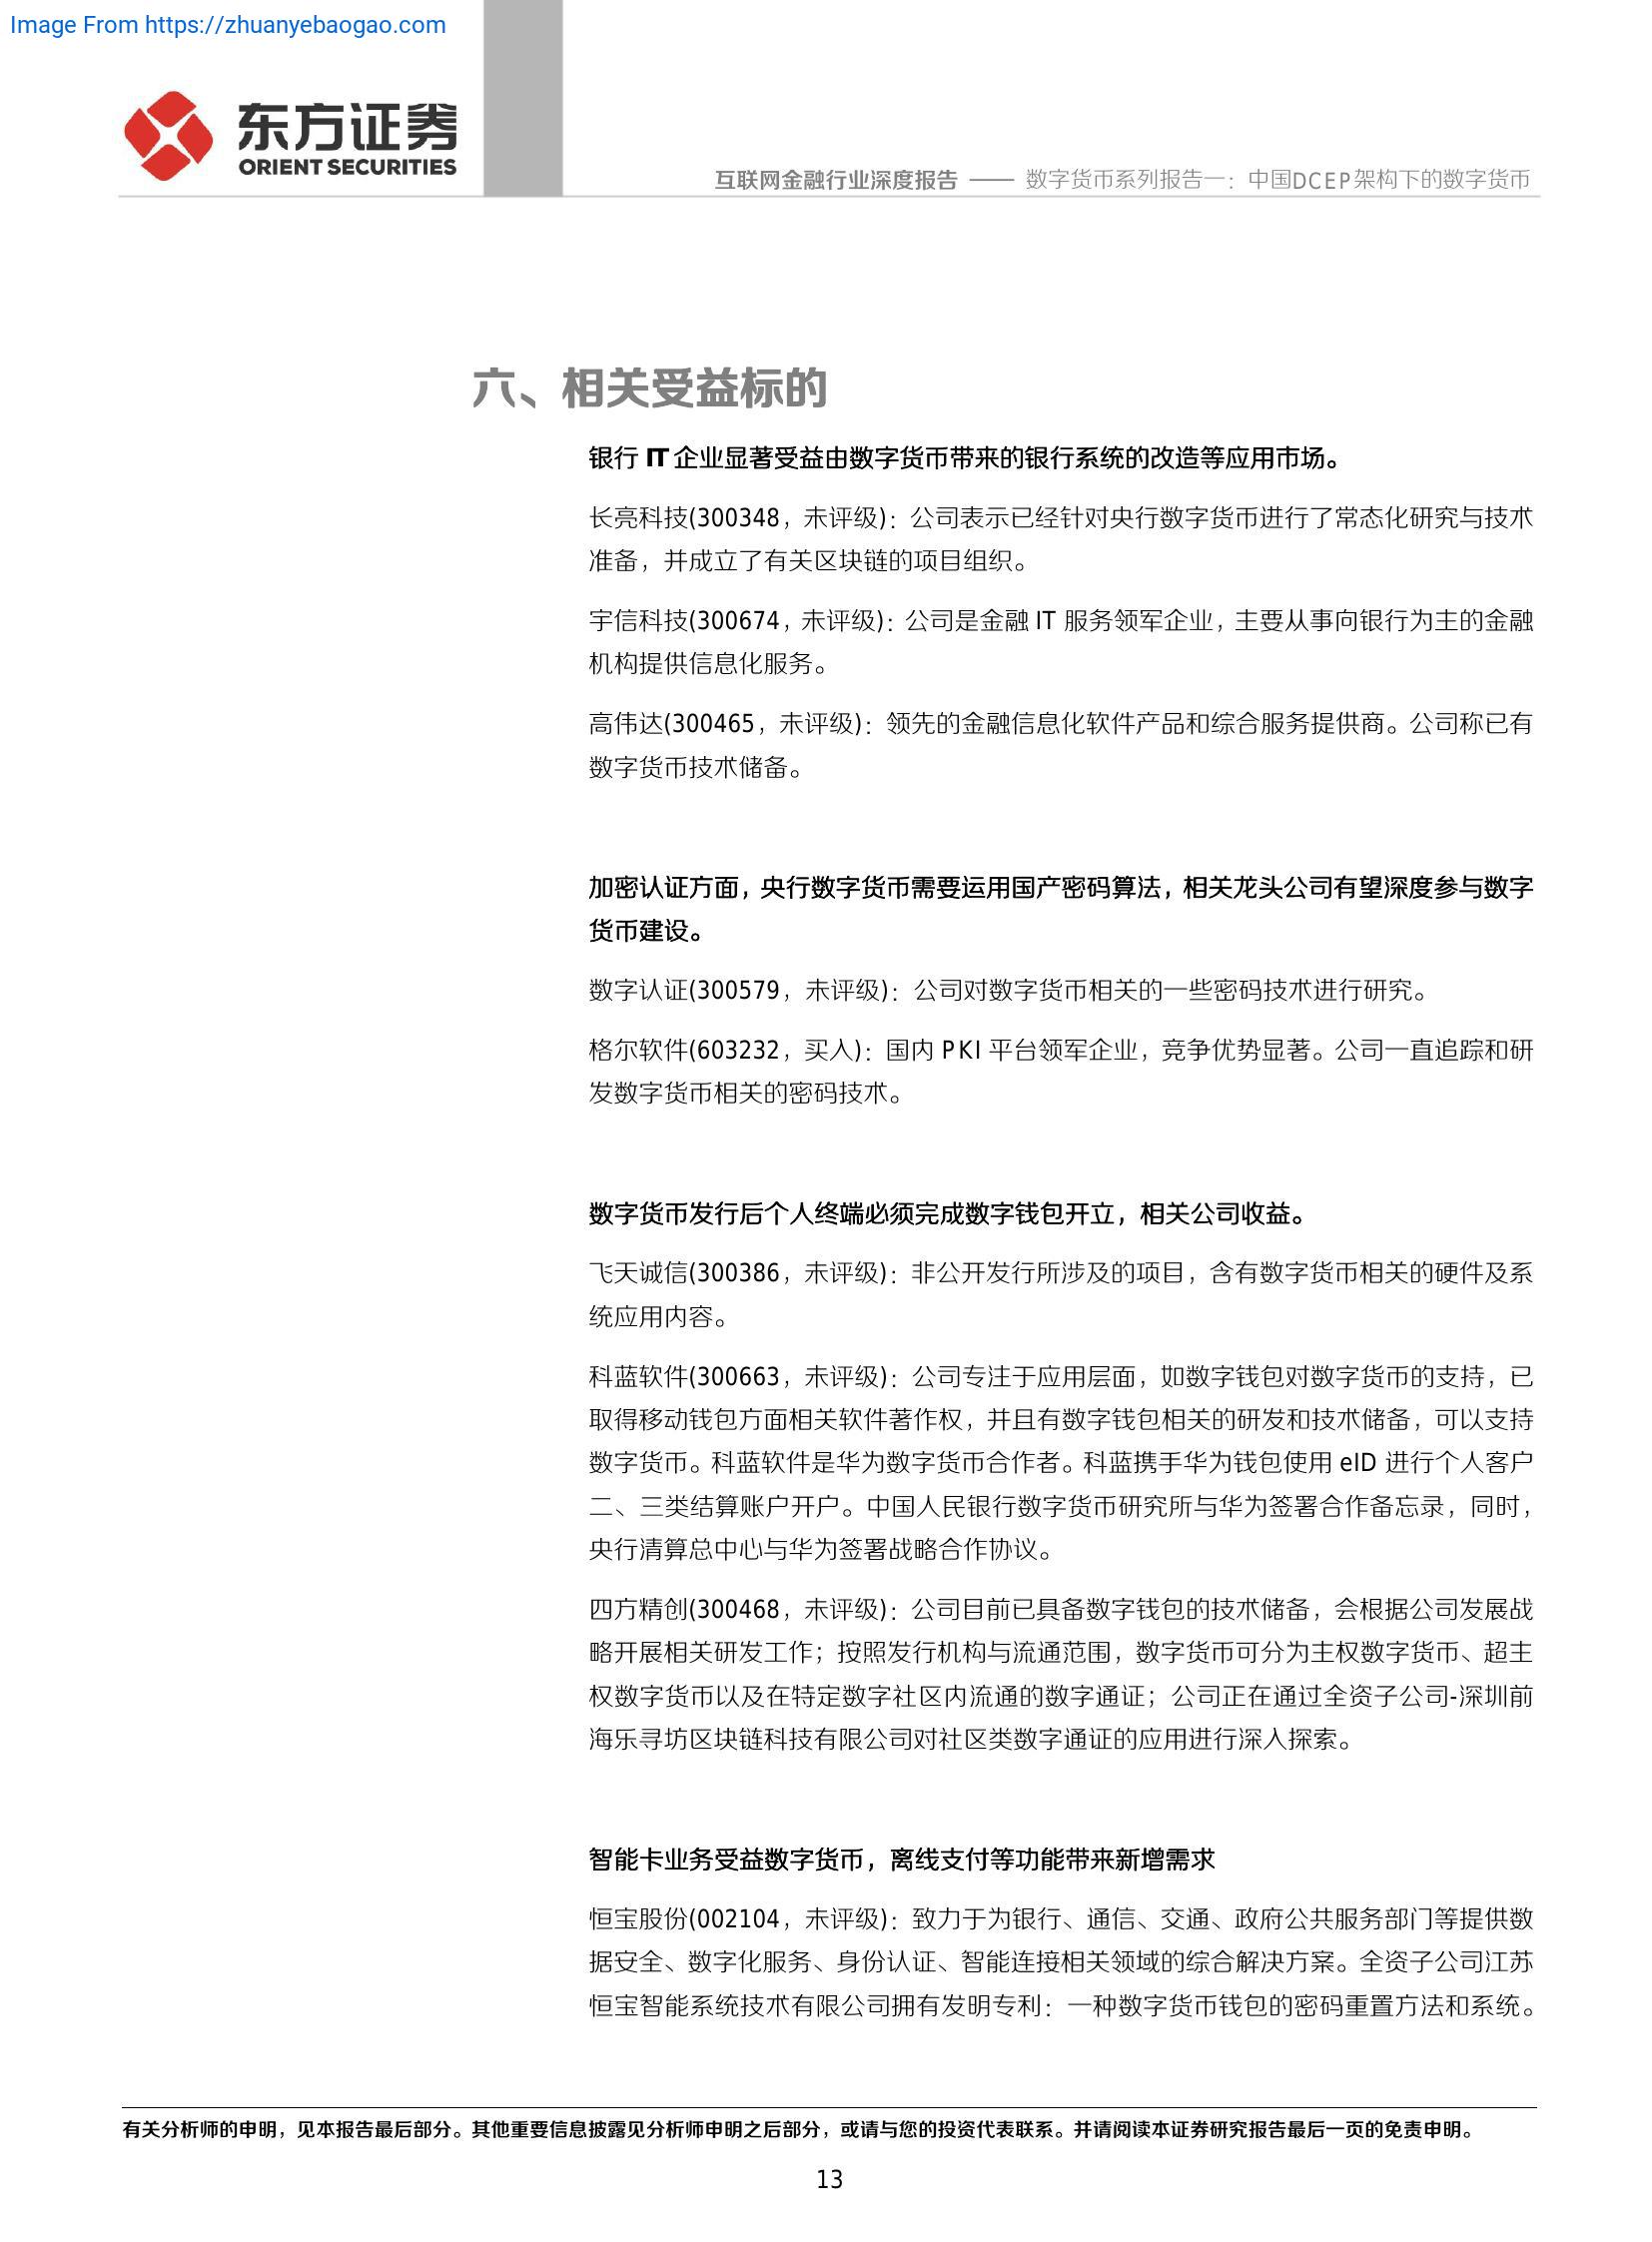 Image From https://zhuanyebaogao.com
东方证券
ORIENT SECURITIES
互联网金融行业深度报告 —— 数字货币系列报告一：中国DCEP架构下的数字货币
六、相关受益标的
银行 IT 企业显著受益由数字货币带来的银行系统的改造等应用市场。
长亮科技(300348，未评级)：公司表示已经针对央行数字货币进行了常态化研究与技术
准备，并成立了有关区块链的项目组织。
宇信科技(300674，未评级)：公司是金融 IT 服务领军企业，主要从事向银行为主的金融
机构提供信息化服务。
高伟达(300465，未评级)：领先的金融信息化软件产品和综合服务提供商。公司称已有
数字货币技术储备。
加密认证方面，央行数字货币需要运用国产密码算法，相关龙头公司有望深度参与数字
货币建设。
数字认证(300579，未评级)：公司对数字货币相关的一些密码技术进行研究。
格尔软件(603232，买入)：国内 PKI 平台领军企业，竞争优势显著。公司一直追踪和研
发数字货币相关的密码技术。
数字货币发行后个人终端必须完成数字钱包开立，相关公司收益。
飞天诚信(300386，未评级)：非公开发行所涉及的项目，含有数字货币相关的硬件及系
统应用内容。
科蓝软件(300663，未评级)：公司专注于应用层面，如数字钱包对数字货币的支持，已
取得移动钱包方面相关软件著作权，并且有数字钱包相关的研发和技术储备，可以支持
数字货币。科蓝软件是华为数字货币合作者。科蓝携手华为钱包使用 eID 进行个人客户
二、三类结算账户开户。中国人民银行数字货币研究所与华为签署合作备忘录，同时，
央行清算总中心与华为签署战略合作协议。
四方精创(300468，未评级)：公司目前已具备数字钱包的技术储备，会根据公司发展战
略开展相关研发工作；按照发行机构与流通范围，数字货币可分为主权数字货币、超主
权数字货币以及在特定数字社区内流通的数字通证；公司正在通过全资子公司-深圳前
海乐寻坊区块链科技有限公司对社区类数字通证的应用进行深入探索。
智能卡业务受益数字货币，离线支付等功能带来新增需求
恒宝股份(002104，未评级)：致力于为银行、通信、交通、政府公共服务部门等提供数
据安全、数字化服务、身份认证、智能连接相关领域的综合解决方案。全资子公司江苏
恒宝智能系统技术有限公司拥有发明专利：一种数字货币钱包的密码重置方法和系统。
有关分析师的申明，见本报告最后部分。其他重要信息披露见分析师申明之后部分，或请与您的投资代表联系。并请阅读本证券研究报告最后一页的免责申明。
13